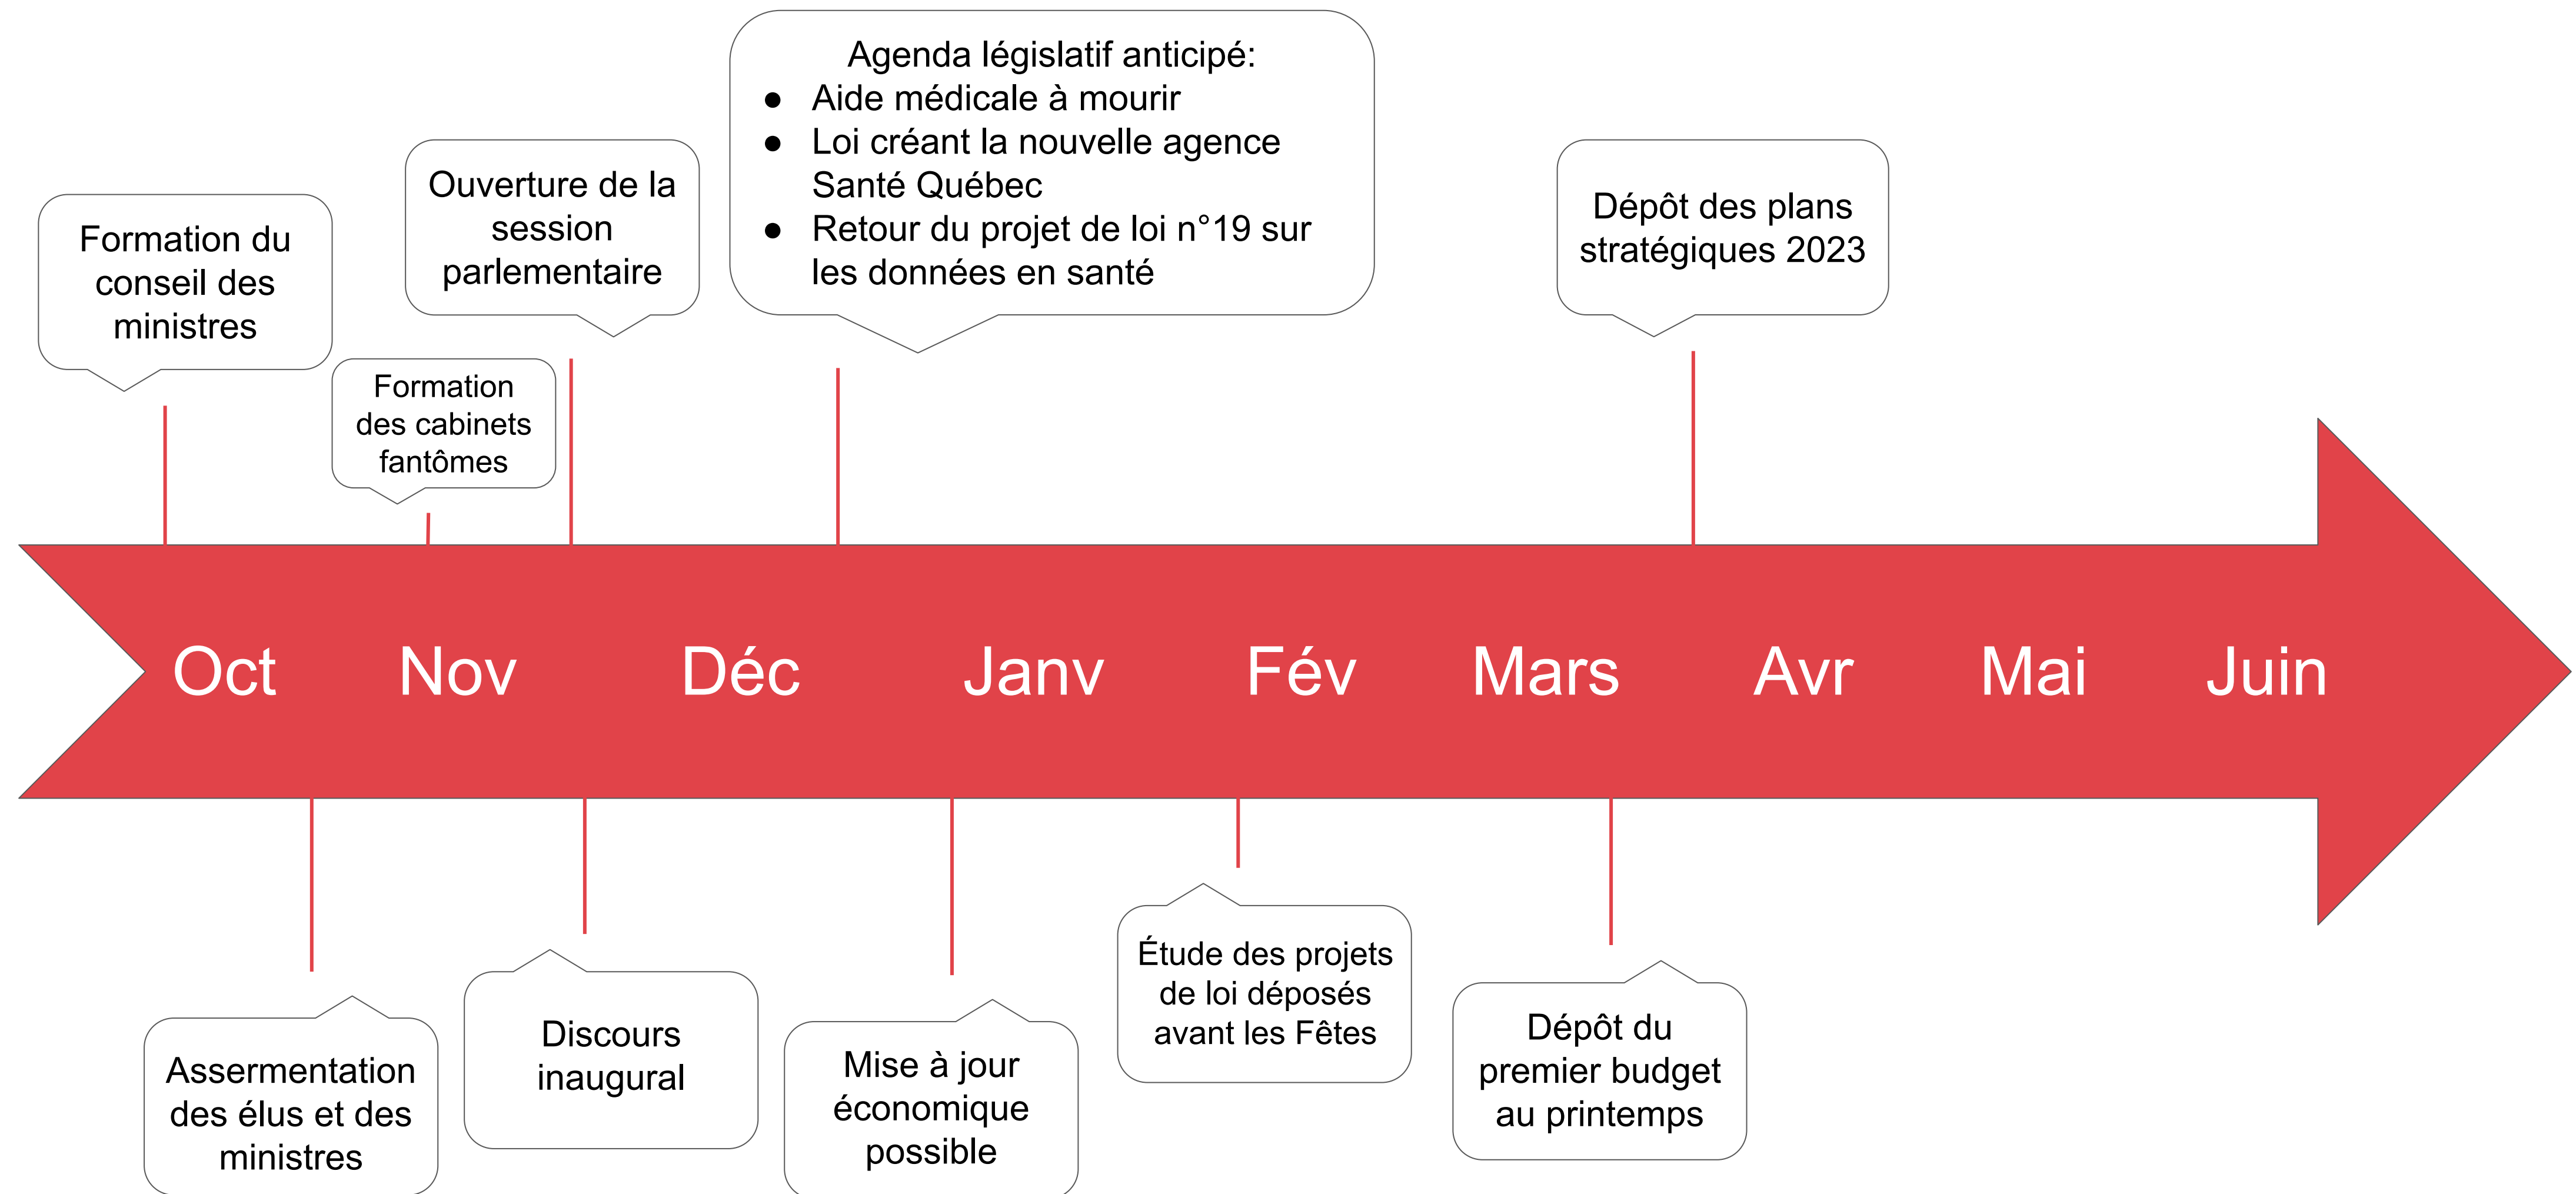 Agenda législatif anticipé:
● Aide médicale à mourir
● Loi créant la nouvelle agence
Santé Québec
● Retour du projet de loi n°19 sur
les données en santé
Ouverture de la
session
parlementaire
Dépôt des plans
stratégiques 2023
Formation du
conseil des
ministres
Formation
des cabinets
fantômes
Oct Nov Déc Janv Fév Mars Avr Mai Juin
Assermentation
des élus et des
ministres
Discours
inaugural
Mise à jour
économique
possible
Étude des projets
de loi déposés
avant les Fêtes
Dépôt du
premier budget
au printemps